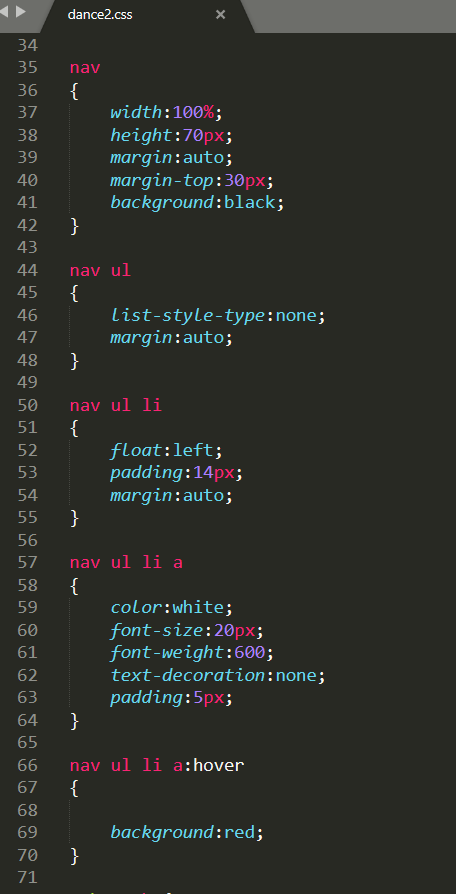 dance2.css ×
34
35 nav
36 {
37 width:100%;
38 height:70px;
39 margin:auto;
40 margin-top:30px;
41 background:black;
42 }
43
44 nav ul
45 {
46 list-style-type:none;
47 margin:auto;
48 }
49
50 nav ul li
51 {
52 float:left;
53 padding:14px;
54 margin:auto;
55 }
56
57 nav ul li a
58 {
59 color:white;
60 font-size:20px;
61 font-weight:600;
62 text-decoration:none;
63 padding:5px;
64 }
65
66 nav ul li a:hover
67 {
68
69 background:red;
70 }
71